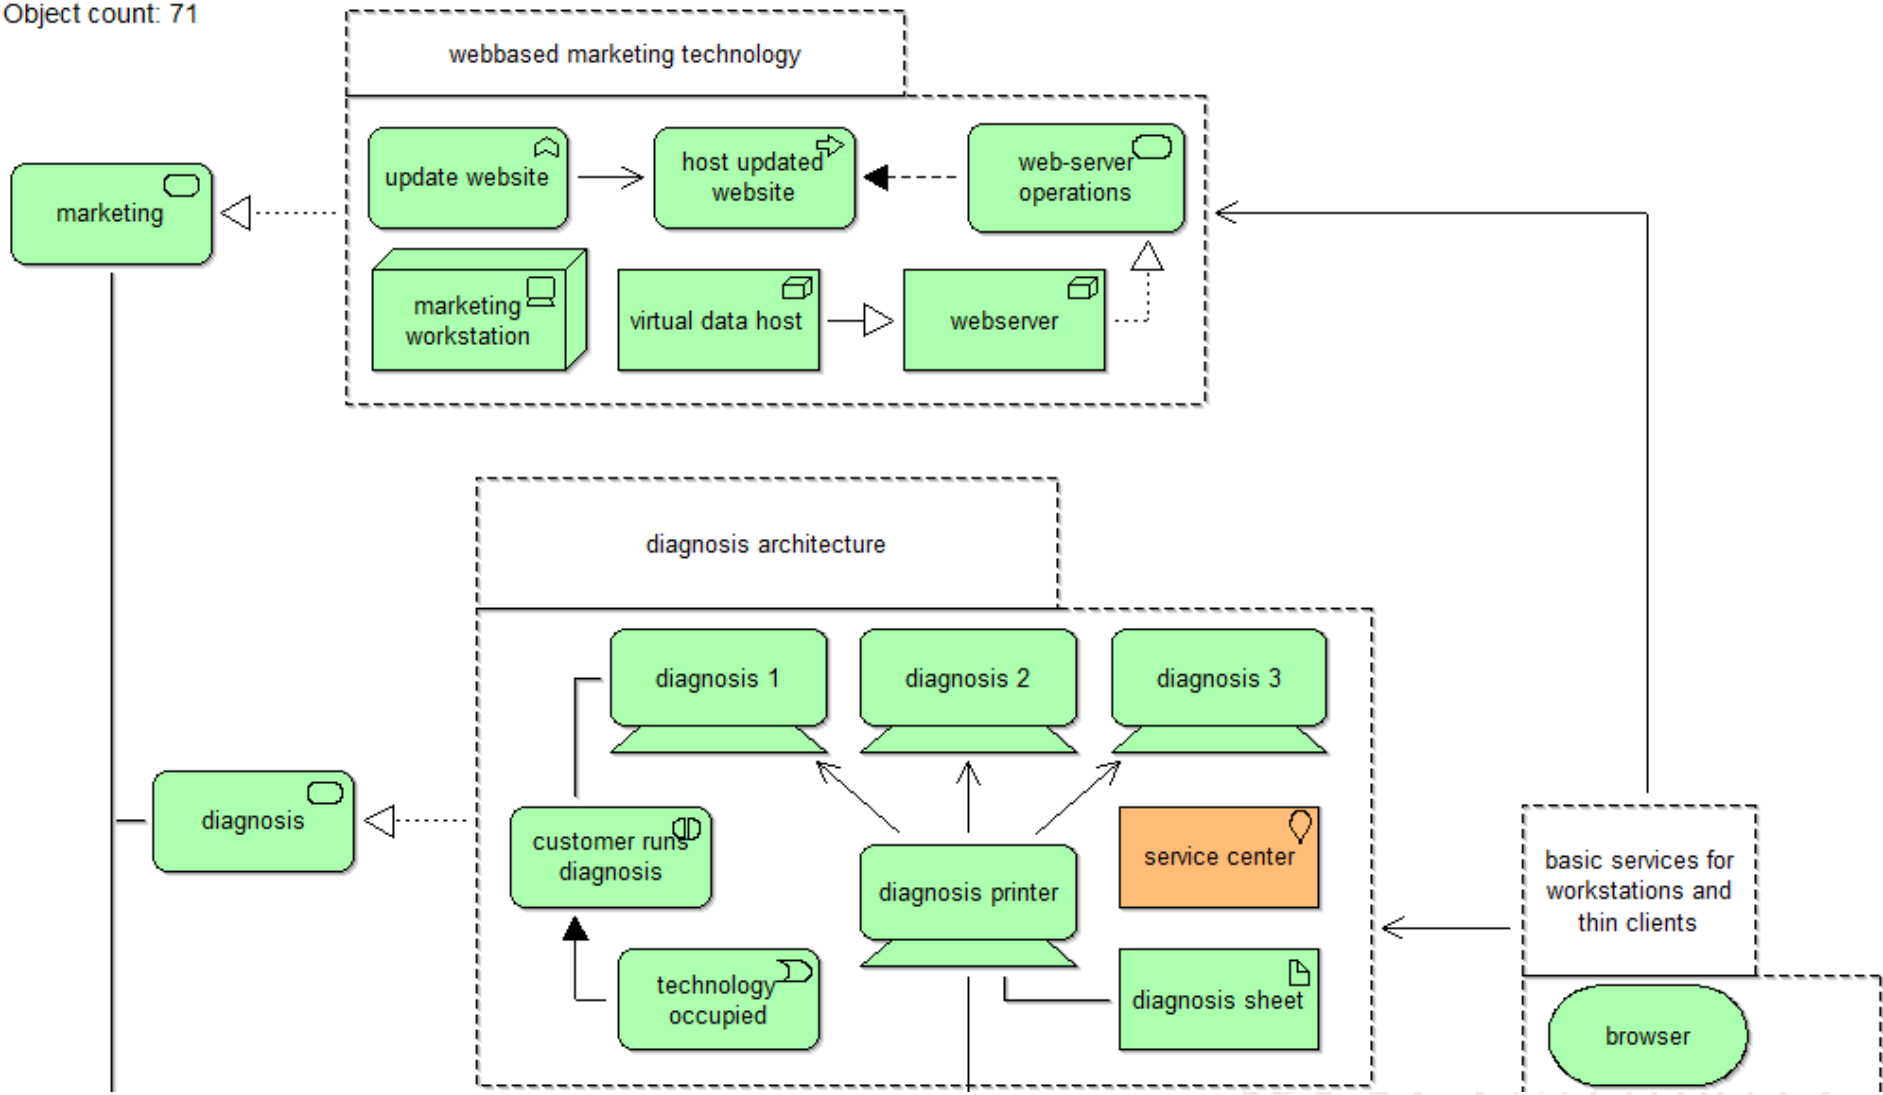 Object count: 71
webbased marketing technology
update website
host updated
website
web-server
operations
marketing
marketing
workstation
virtual data host
webserver
diagnosis architecture
diagnosis 1
diagnosis 2
diagnosis 3
diagnosis
customer runs
diagnosis
diagnosis printer
service center
basic services for
workstations and
thin clients
technology
occupied
diagnosis sheet
browser